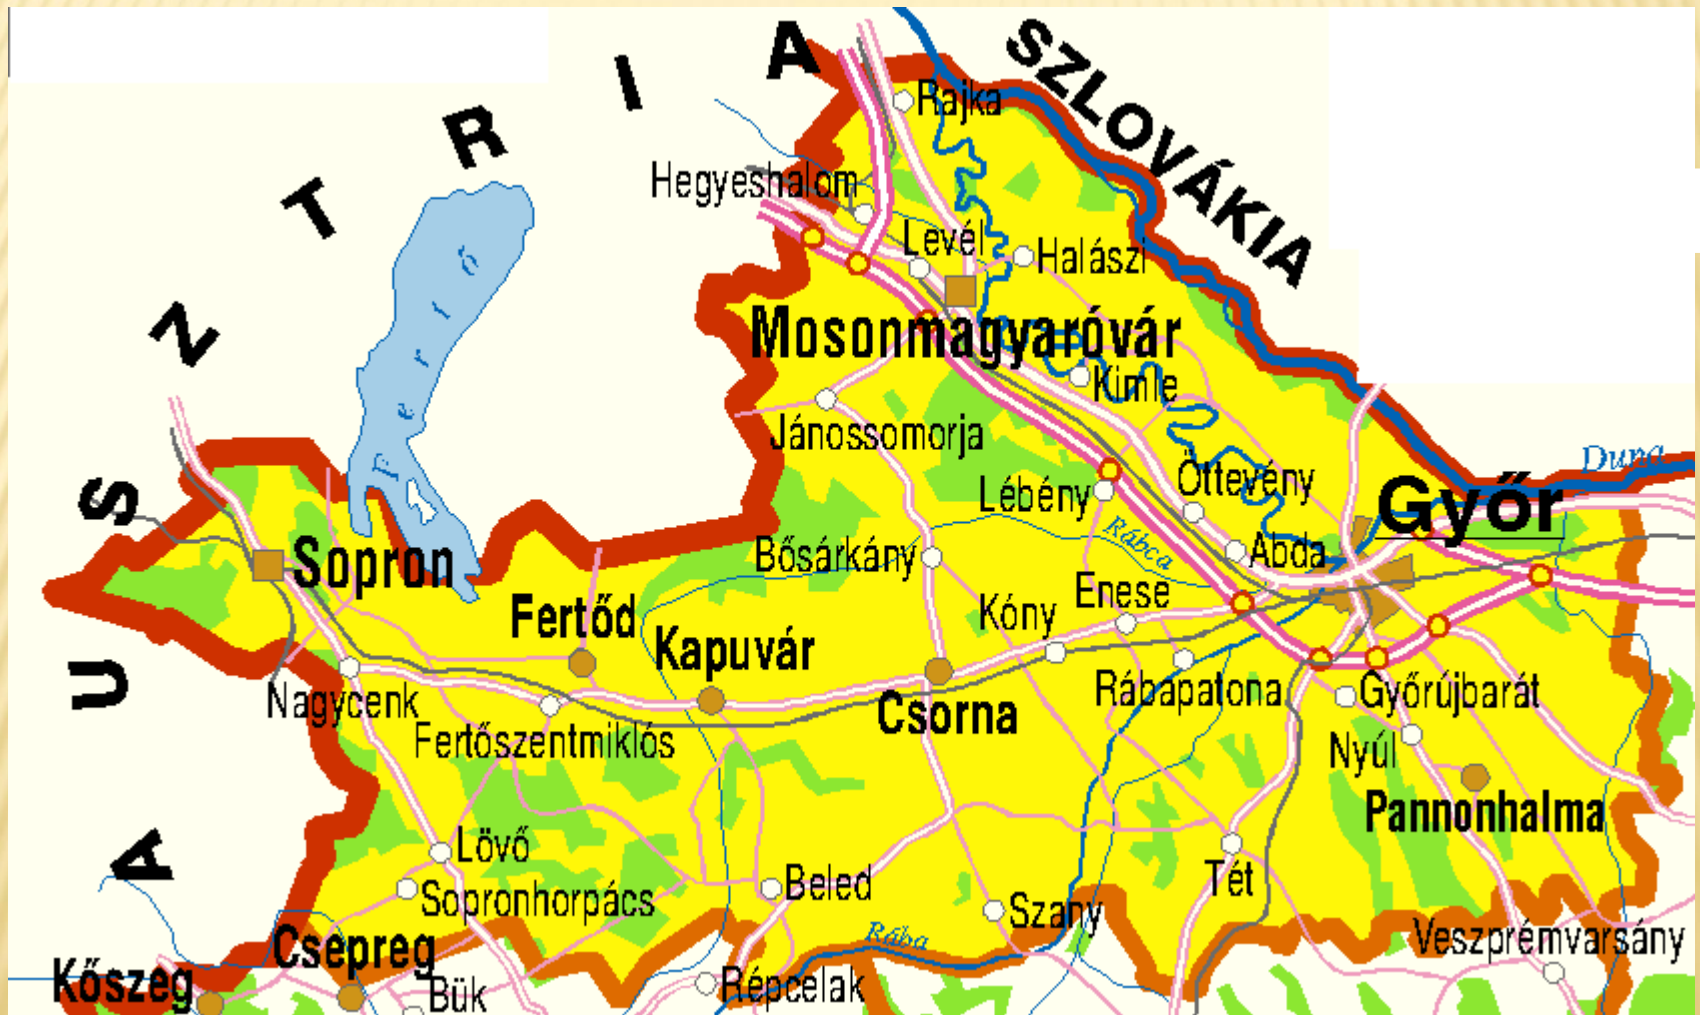 AUSZTRIA
SZLOVÁKIA
Rajka
Hegyeshalom
Levél
Halászi
Fertő
Mosonmagyaróvár
Kimle
Jánossomorja
Duna
Öttevény
Győr
Lébény
Rábca
Bősárkány
Abda
Sopron
Fertőd
Enese
Kóny
Kapuvár
Nagycenk
Rábapatona
Győrújbarát
Csorna
Fertőszentmiklós
Nyúl
Pannonhalma
Lövő
Tét
Beled
Sopronhorpács
Szany
Rába
Veszprémvarsány
Csepreg
Kőszeg
Bük
Répcelak